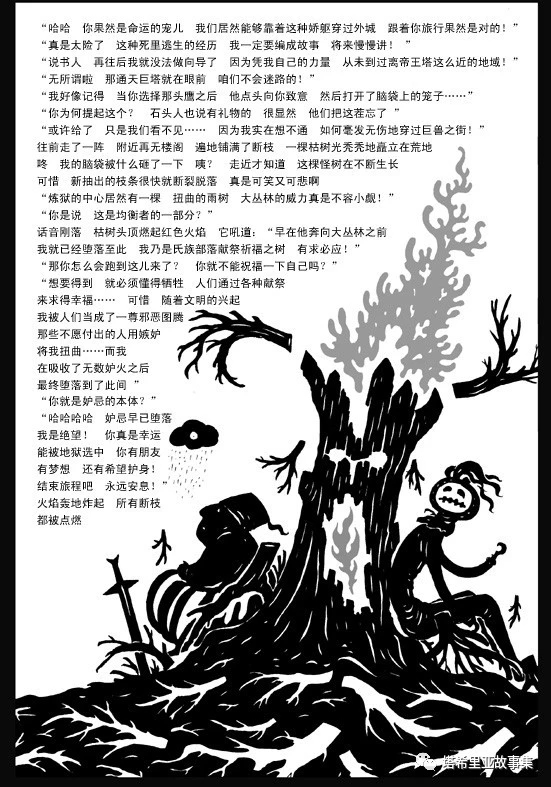 “哈哈　你果然是命运的宠儿　我们居然能够靠着这种娇躯穿过外城　跟着你旅行果然是对的！”
“真是太险了　这种死里逃生的经历　我一定要编成故事　将来慢慢讲！”
“说书人　再往后我就没法做向导了　因为凭我自己的力量　从未到过离帝王塔这么近的地域！”
“无所谓啦　那通天巨塔就在眼前　咱们不会迷路的！”
“我好像记得　当你选择那头鹰之后　他点头向你致意　然后打开了脑袋上的笼子……”
“你为何提起这个？　石头人也说有礼物的　很显然　他们把这茬忘了”
“或许给了　只是我们看不见……　因为我实在想不通　如何毫发无伤地穿过巨兽之街！”
往前走了一阵　附近再无楼阁　遍地铺满了断枝　一棵枯树光秃秃地矗立在荒地
咚　我的脑袋被什么砸了一下　咦？　走近才知道　这棵怪树在不断生长
可惜　新抽出的枝条很快就断裂脱落　真是可笑又可悲啊
“炼狱的中心居然有一棵　扭曲的雨树　大丛林的威力真是不容小觑！”
“你是说　这是均衡者的一部分？”
话音刚落　枯树头顶燃起红色火焰　它吼道：“早在他奔向大丛林之前
我就已经堕落至此　我乃是氏族部落献祭祈福之树　有求必应！”
“那你怎么会跑到这儿来了？　你就不能祝福一下自己吗？”
“想要得到　就必须懂得牺牲　人们通过各种献祭
来求得幸福……　可惜　随着文明的兴起
我被人们当成了一尊邪恶图腾
那些不愿付出的人用嫉妒
将我扭曲……而我
在吸收了无数妒火之后
最终堕落到了此间 ”
“你就是妒忌的本体？”
“哈哈哈哈　妒忌早已堕落
我是绝望！　你真是幸运
能被地狱选中　你有朋友
有梦想　还有希望护身！
结束旅程吧　永远安息！”
火焰轰地炸起　所有断枝
都被点燃
塔希里亚故事集